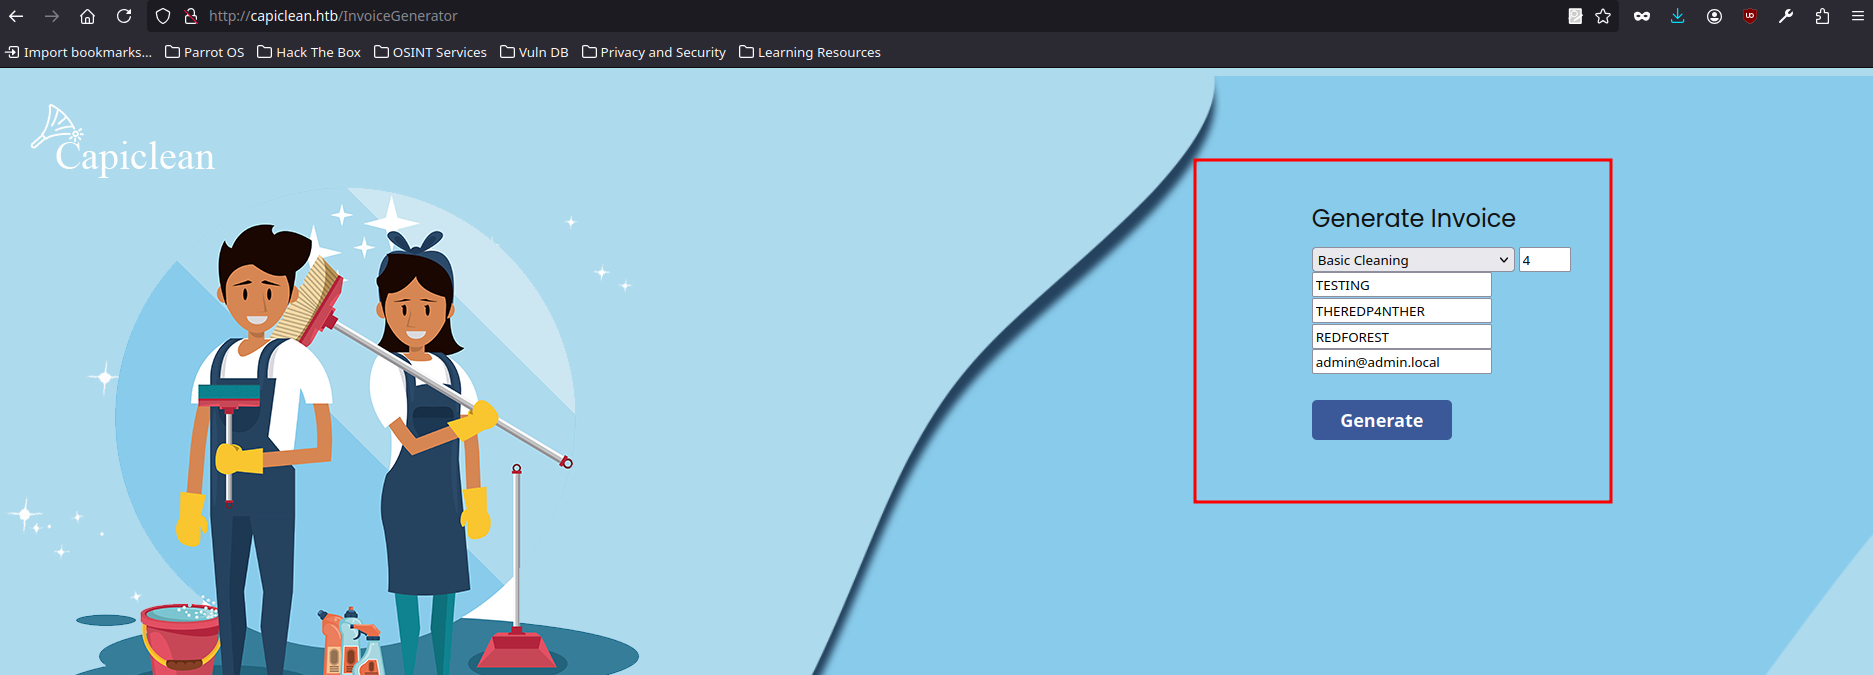 http://capiclean.htb/InvoiceGenerator
Import bookmarks... Parrot OS Hack The Box OSINT Services Vuln DB Privacy and Security Learning Resources
Capiclean
Generate Invoice
Basic Cleaning 4
TESTING
THEREDP4NTHER
REDFOREST
admin@admin.local
Generate